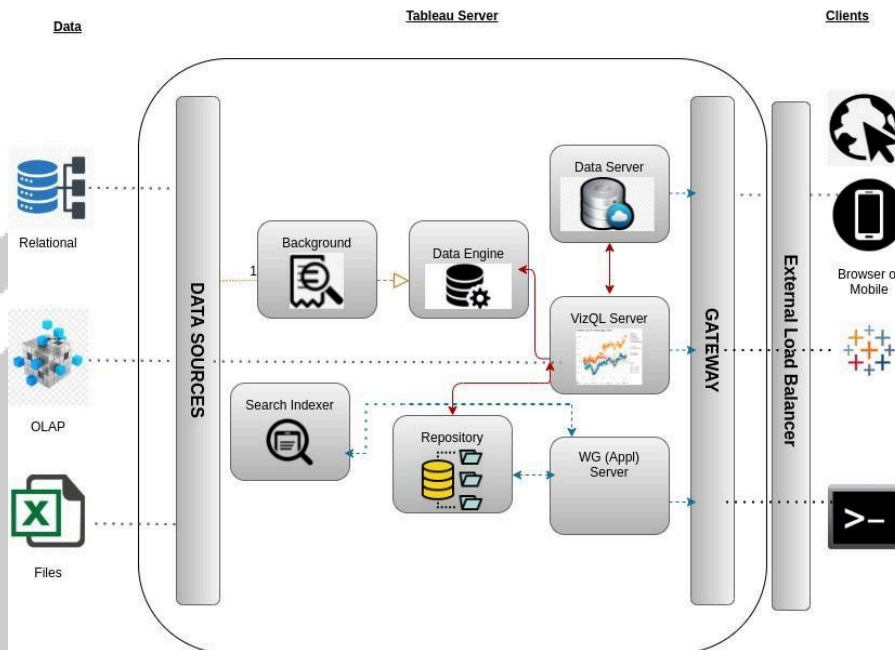 Data
Tableau Server
Clients
Relational
OLAP
Files
DATA SOURCES
1
Background
Data Engine
Data Server
VizQL Server
Search Indexer
Repository
WG (Appl)
Server
GATEWAY
External Load Balancer
Browser o
Mobile